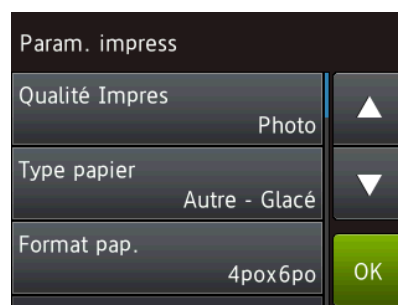 Param. impress
Qualité Impres
Photo
Type papier
Autre - Glacé
Format pap.
4pox6po
OK